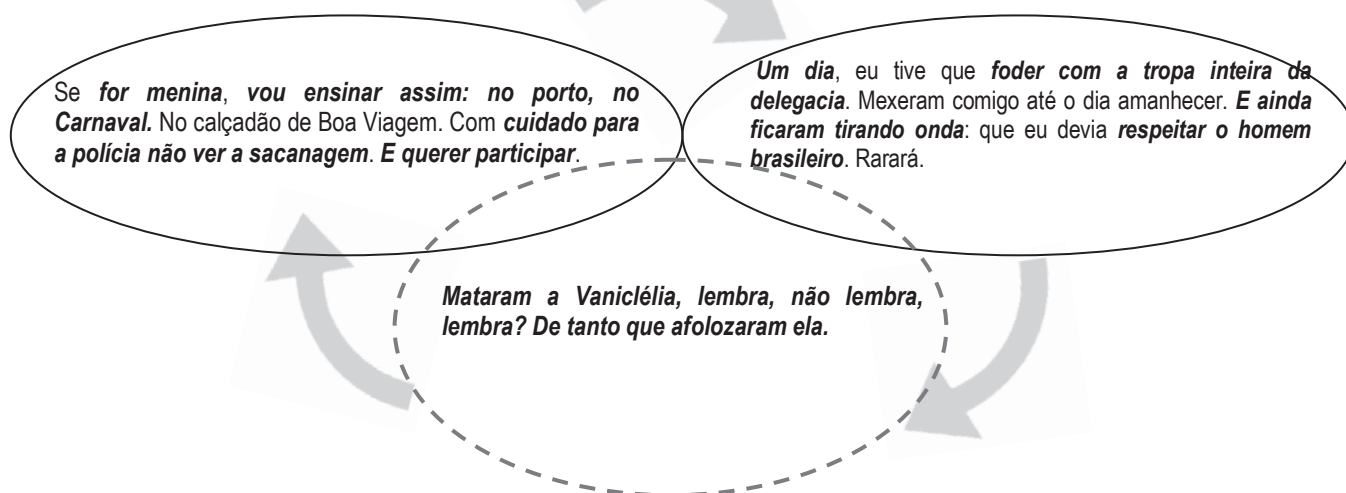 Se for menina, vou ensinar assim: no porto, no
Carnaval. No calçadão de Boa Viagem. Com cuidado para
a polícia não ver a sacanagem. E querer participar.
Um dia, eu tive que foder com a tropa inteira da
delegacia. Mexeram comigo até o dia amanhecer. E ainda
ficaram tirando onda: que eu devia respeitar o homem
brasileiro. Rarará.
Mataram a Vaniclélia, lembra, não lembra,
lembra? De tanto que afolozaram ela.